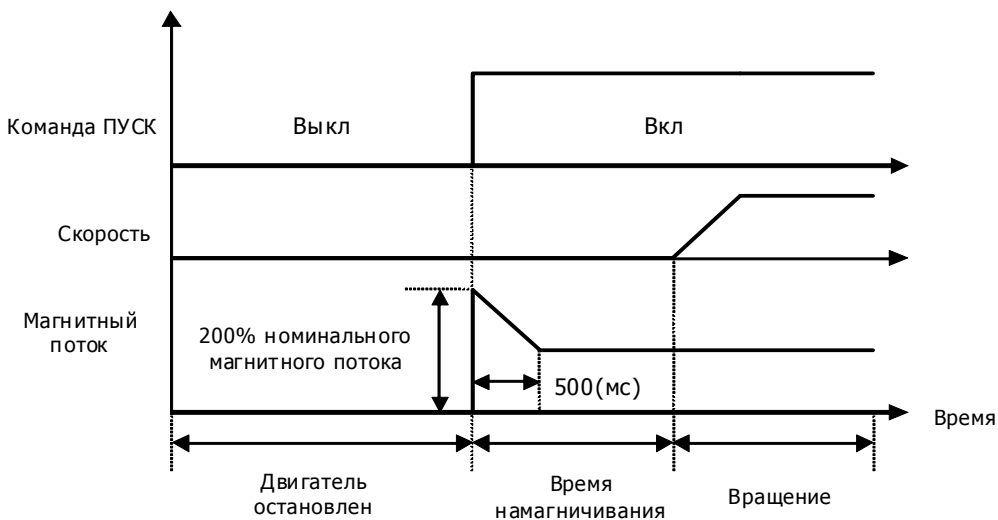 Команда ПУСК
Выкл
Вкл
Скорость
Магнитный
поток
200% номинального
магнитного потока
500(мс)
Время
Двигатель
остановлен
Время
намагничивания
Вращение